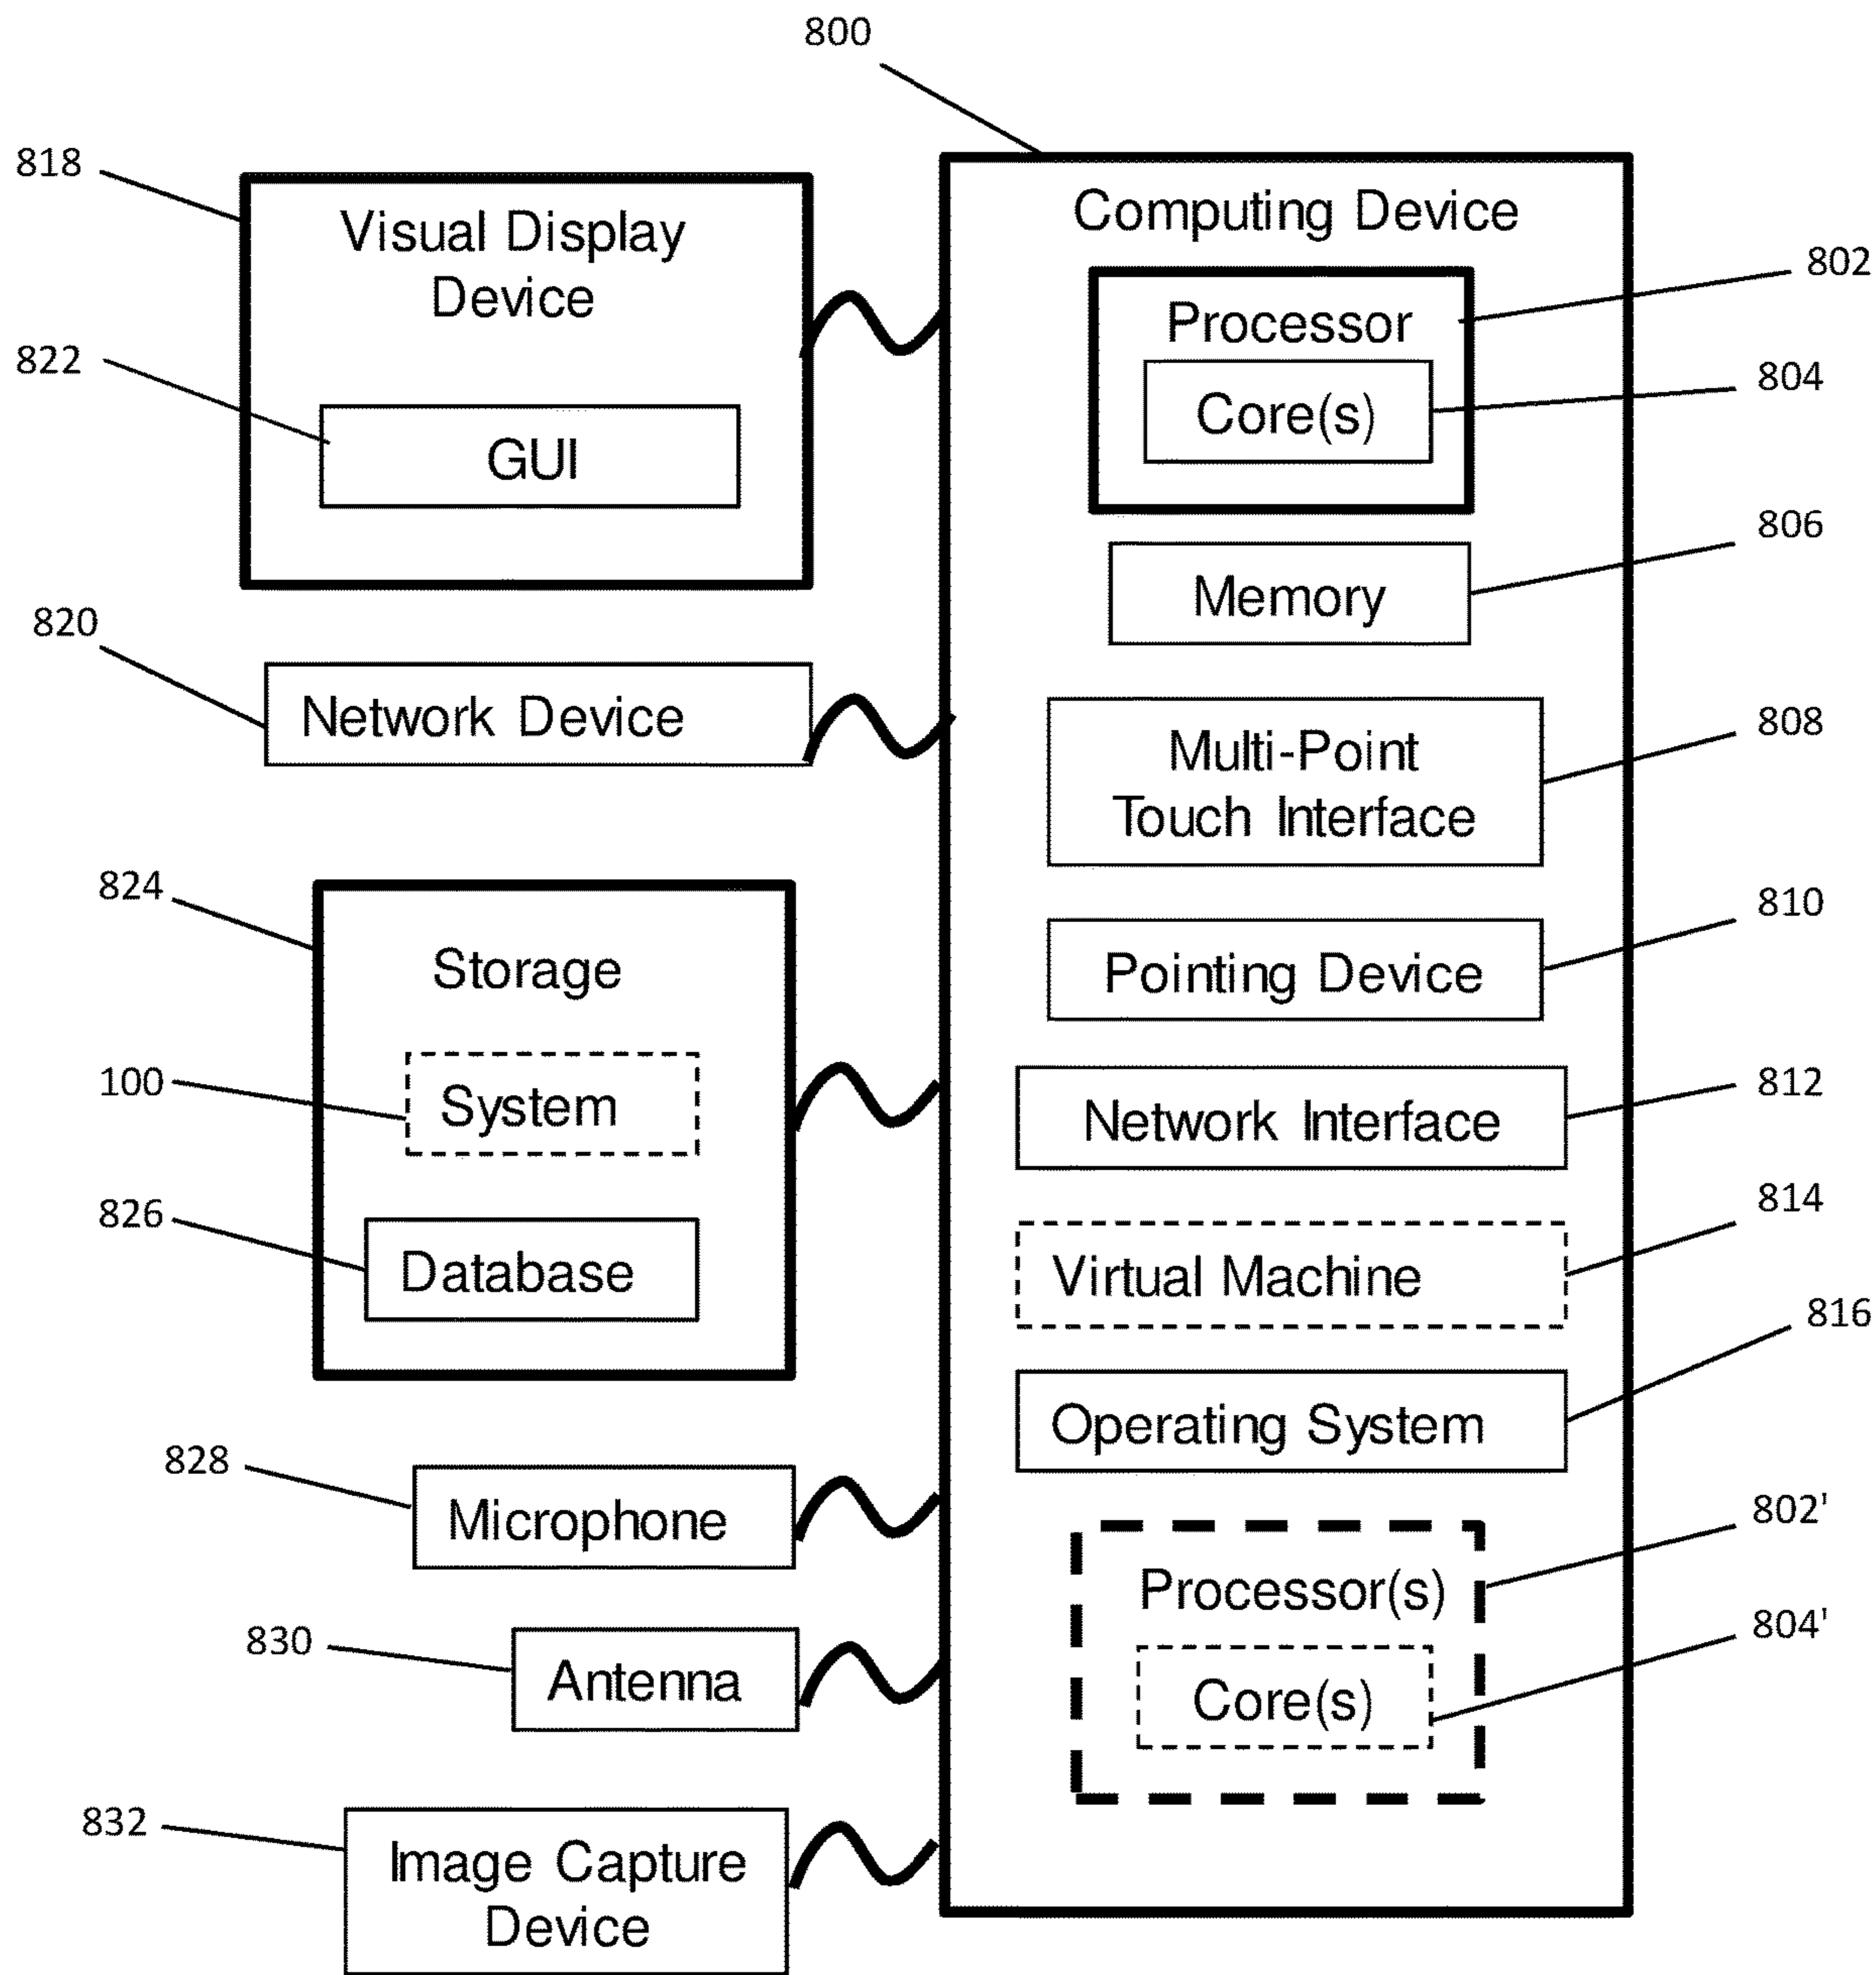 800
818
Visual Display
Device
822
GUI
820
Network Device
824
Storage
100
System
826
Database
828
Microphone
830
Antenna
832
Image Capture
Device
Computing Device
802
Processor
804
Core(s)
806
Memory
808
Multi-Point
Touch Interface
810
Pointing Device
812
Network Interface
814
Virtual Machine
816
Operating System
802'
Processor(s)
804'
Core(s)